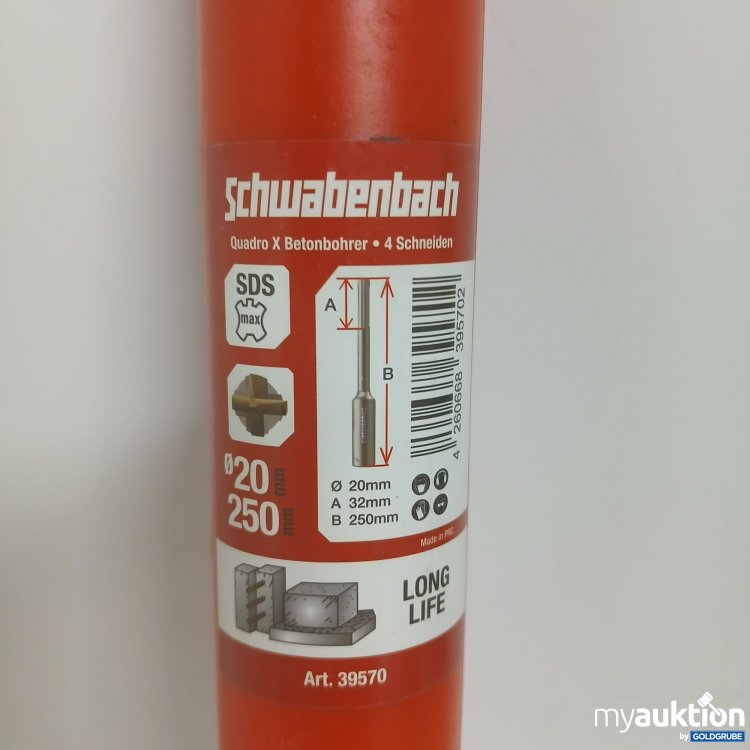 Schwabenbach
Quadro X Betonbohrer • 4 Schneiden
SDS
max
A
B
4 260668 395702
Ø20 mm
250 mm
Ø 20mm
A 32mm
B 250mm
Made in PRC
LONG
LIFE
Art. 39570
myauktion
by GOLDGRUBE